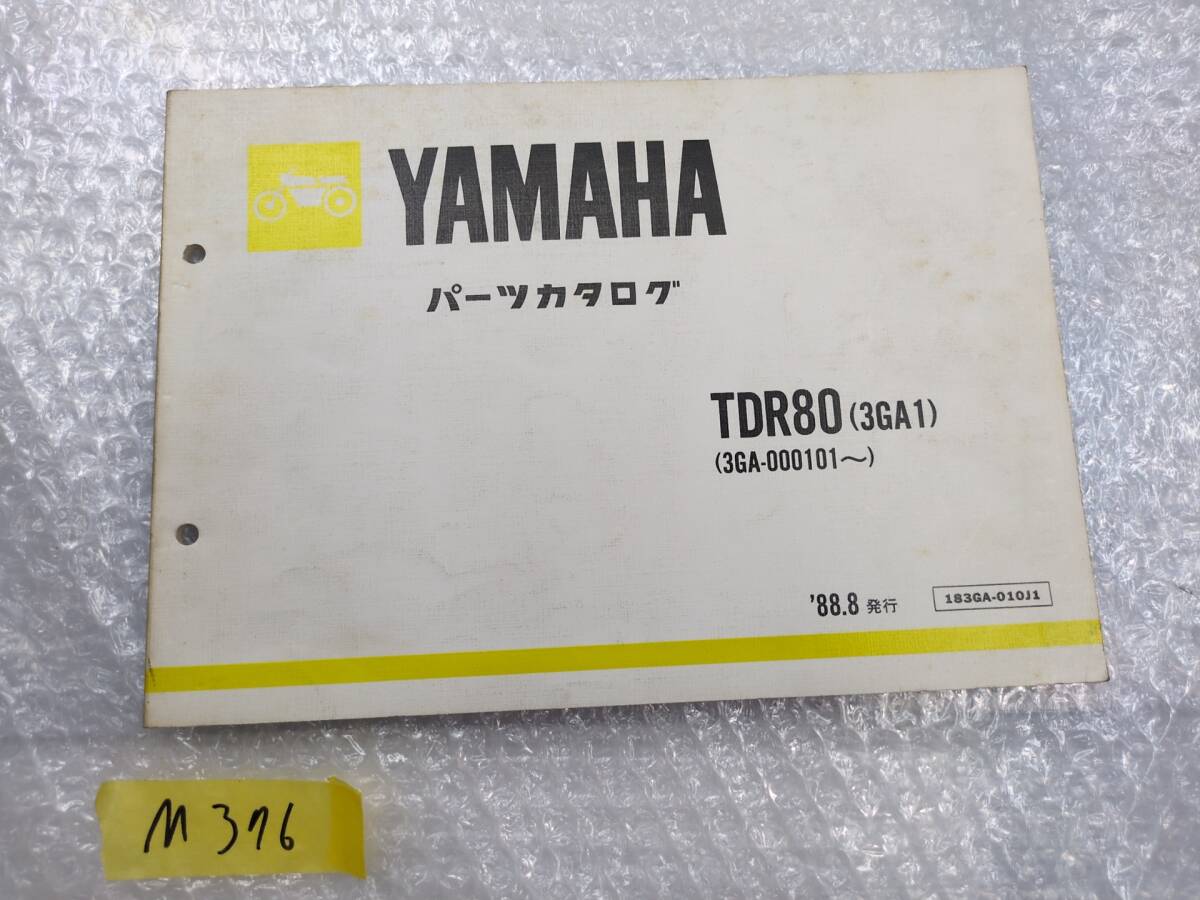 YAMAHA
パーツカタログ
TDR80 (3GA1)
(3GA-000101〜)
'88.8 発行
183GA-010J1
M376